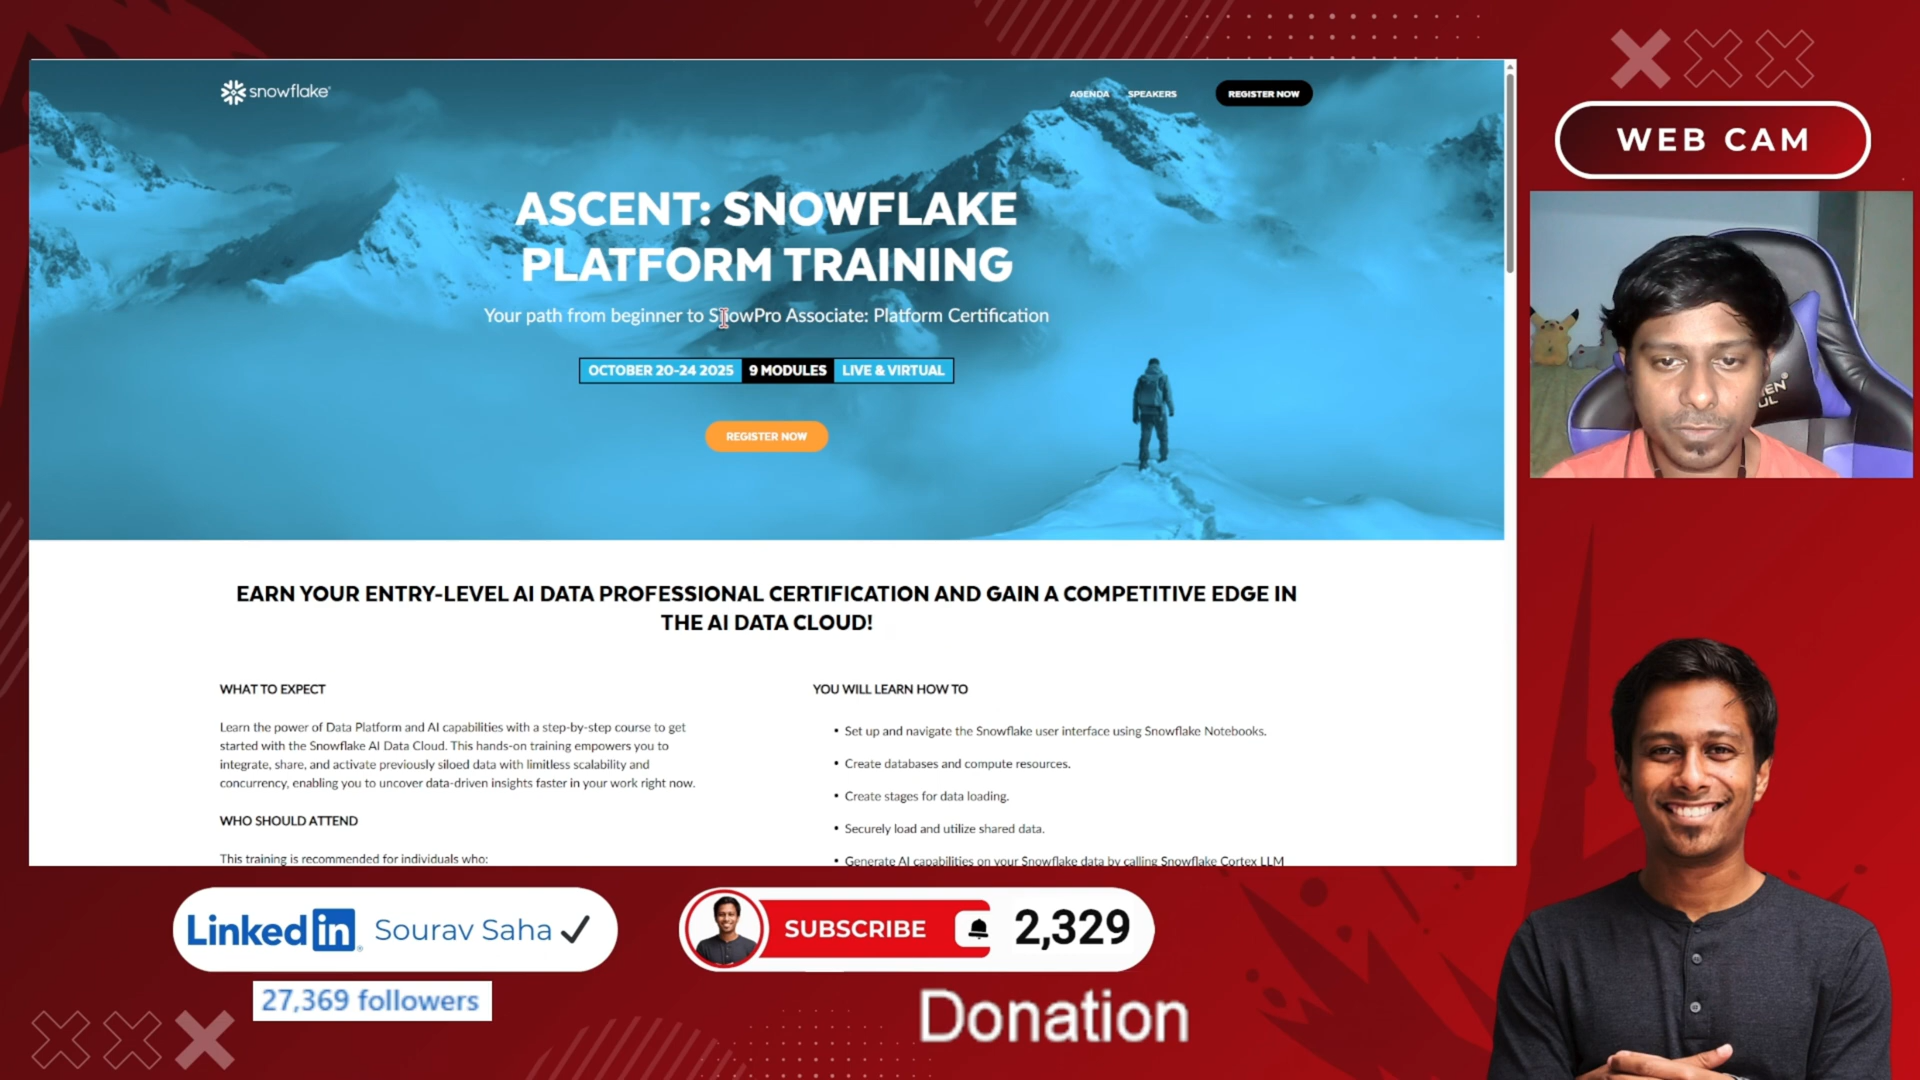 snowflake
AGENDA
SPEAKERS
REGISTER NOW
ASCENT: SNOWFLAKE
PLATFORM TRAINING
Your path from beginner to SnowPro Associate: Platform Certification
OCTOBER 20-24 2025
9 MODULES
LIVE & VIRTUAL
REGISTER NOW
EARN YOUR ENTRY-LEVEL AI DATA PROFESSIONAL CERTIFICATION AND GAIN A COMPETITIVE EDGE IN
THE AI DATA CLOUD!
WHAT TO EXPECT
Learn the power of Data Platform and AI capabilities with a step-by-step course to get
started with the Snowflake AI Data Cloud. This hands-on training empowers you to
integrate, share, and activate previously siloed data with limitless scalability and
concurrency, enabling you to uncover data-driven insights faster in your work right now.
WHO SHOULD ATTEND
This training is recommended for individuals who:
YOU WILL LEARN HOW TO
• Set up and navigate the Snowflake user interface using Snowflake Notebooks.
• Create databases and compute resources.
• Create stages for data loading.
• Securely load and utilize shared data.
• Generate AI capabilities on your Snowflake data by calling Snowflake Cortex LLM
WEB CAM
LinkedIn Sourav Saha
27,369 followers
SUBSCRIBE
2,329
Donation